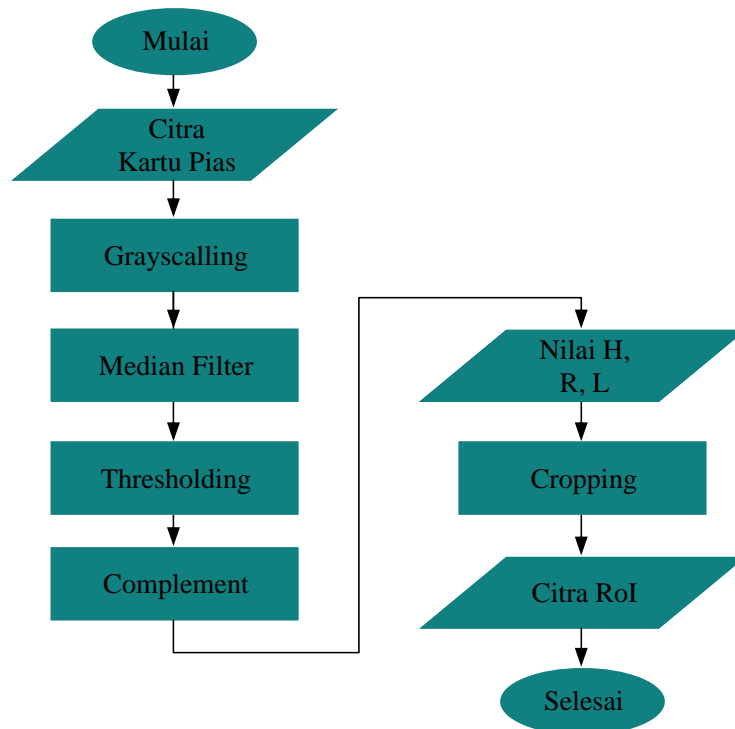 Mulai
Citra
Kartu Pias
Grayscalling
Median Filter
Thresholding
Complement
Nilai H,
R, L
Cropping
Citra RoI
Selesai